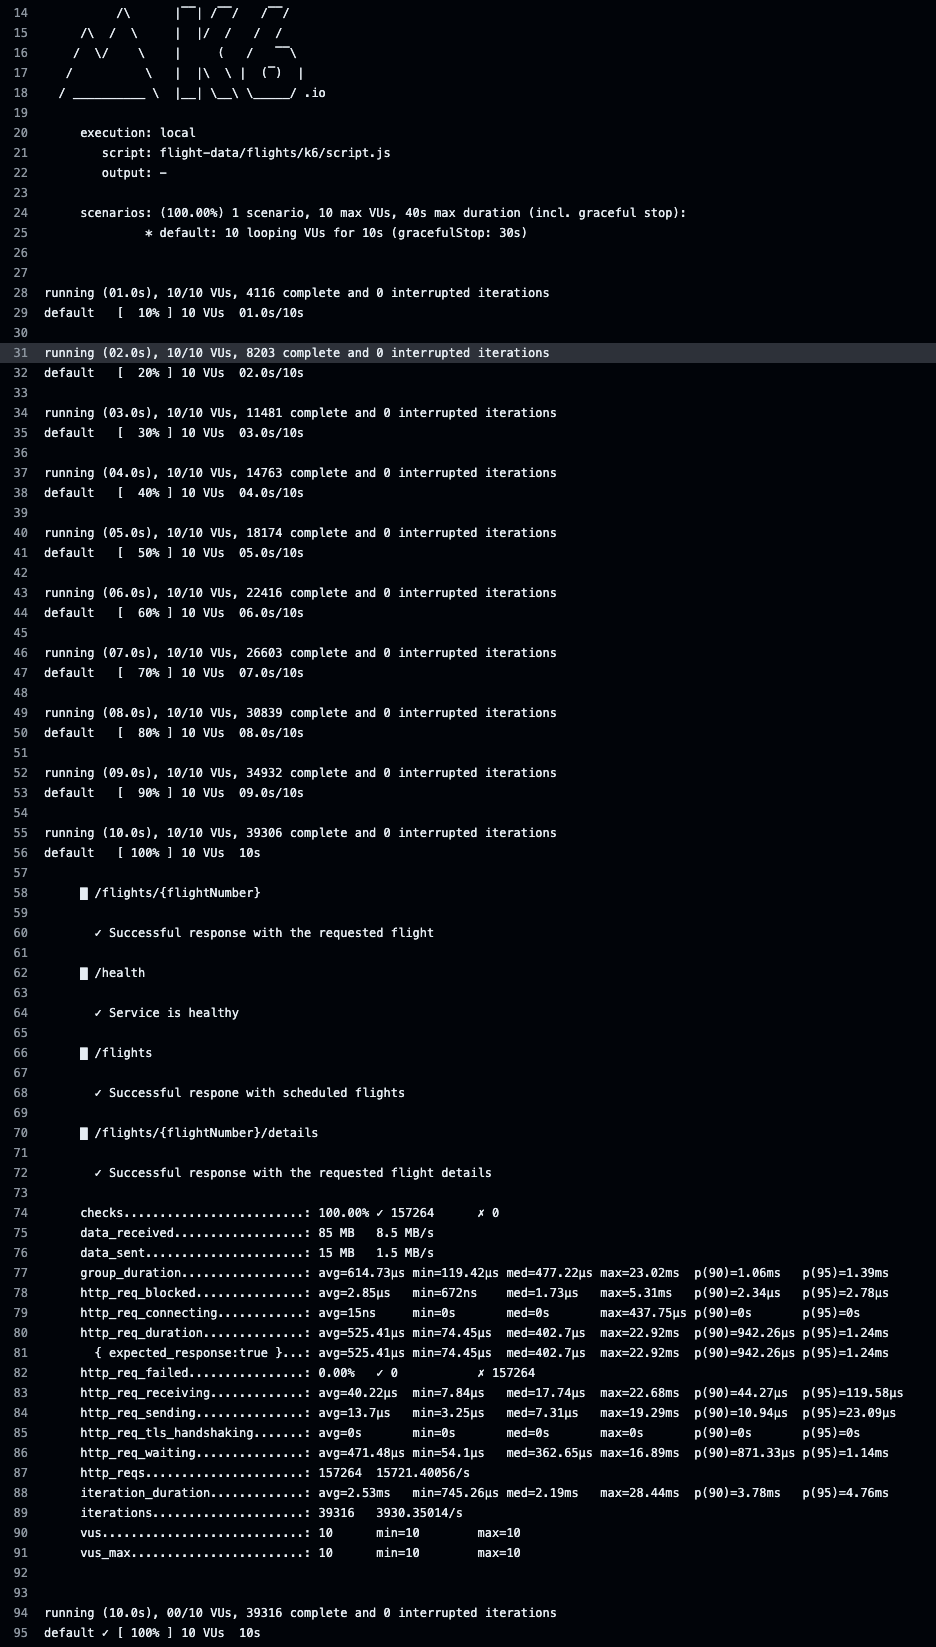 14           /\      |‾‾| /‾‾/   /‾‾/
15      /\  /  \     |  |/  /   /  /
16     /  \/    \    |     (   /   ‾‾\
17    /          \   |  |\  \ |  (‾)  |
18   / __________ \  |__| \__\ \_____/ .io
19
20      execution: local
21         script: flight-data/flights/k6/script.js
22         output: -
23
24      scenarios: (100.00%) 1 scenario, 10 max VUs, 40s max duration (incl. graceful stop):
25               * default: 10 looping VUs for 10s (gracefulStop: 30s)
26
27
28 running (01.0s), 10/10 VUs, 4116 complete and 0 interrupted iterations
29 default   [  10% ] 10 VUs  01.0s/10s
30
31 running (02.0s), 10/10 VUs, 8203 complete and 0 interrupted iterations
32 default   [  20% ] 10 VUs  02.0s/10s
33
34 running (03.0s), 10/10 VUs, 11481 complete and 0 interrupted iterations
35 default   [  30% ] 10 VUs  03.0s/10s
36
37 running (04.0s), 10/10 VUs, 14763 complete and 0 interrupted iterations
38 default   [  40% ] 10 VUs  04.0s/10s
39
40 running (05.0s), 10/10 VUs, 18174 complete and 0 interrupted iterations
41 default   [  50% ] 10 VUs  05.0s/10s
42
43 running (06.0s), 10/10 VUs, 22416 complete and 0 interrupted iterations
44 default   [  60% ] 10 VUs  06.0s/10s
45
46 running (07.0s), 10/10 VUs, 26603 complete and 0 interrupted iterations
47 default   [  70% ] 10 VUs  07.0s/10s
48
49 running (08.0s), 10/10 VUs, 30839 complete and 0 interrupted iterations
50 default   [  80% ] 10 VUs  08.0s/10s
51
52 running (09.0s), 10/10 VUs, 34932 complete and 0 interrupted iterations
53 default   [  90% ] 10 VUs  09.0s/10s
54
55 running (10.0s), 10/10 VUs, 39306 complete and 0 interrupted iterations
56 default   [ 100% ] 10 VUs  10s
57
58      █ /flights/{flightNumber}
59
60        ✓ Successful response with the requested flight
61
62      █ /health
63
64        ✓ Service is healthy
65
66      █ /flights
67
68        ✓ Successful respone with scheduled flights
69
70      █ /flights/{flightNumber}/details
71
72        ✓ Successful response with the requested flight details
73
74      checks.........................: 100.00% ✓ 157264      ✗ 0
75      data_received..................: 85 MB   8.5 MB/s
76      data_sent......................: 15 MB   1.5 MB/s
77      group_duration.................: avg=614.73µs min=119.42µs med=477.22µs max=23.02ms  p(90)=1.06ms   p(95)=1.39ms
78      http_req_blocked...............: avg=2.85µs   min=672ns    med=1.73µs   max=5.31ms   p(90)=2.34µs   p(95)=2.78µs
79      http_req_connecting............: avg=15ns     min=0s       med=0s       max=437.75µs p(90)=0s       p(95)=0s
80      http_req_duration..............: avg=525.41µs min=74.45µs  med=402.7µs  max=22.92ms  p(90)=942.26µs p(95)=1.24ms
81        { expected_response:true }...: avg=525.41µs min=74.45µs  med=402.7µs  max=22.92ms  p(90)=942.26µs p(95)=1.24ms
82      http_req_failed................: 0.00%   ✓ 0           ✗ 157264
83      http_req_receiving.............: avg=40.22µs  min=7.84µs   med=17.74µs  max=22.68ms  p(90)=44.27µs  p(95)=119.58µs
84      http_req_sending...............: avg=13.7µs   min=3.25µs   med=7.31µs   max=19.29ms  p(90)=10.94µs  p(95)=23.09µs
85      http_req_tls_handshaking.......: avg=0s       min=0s       med=0s       max=0s       p(90)=0s       p(95)=0s
86      http_req_waiting...............: avg=471.48µs min=54.1µs   med=362.65µs max=16.89ms  p(90)=871.33µs p(95)=1.14ms
87      http_reqs......................: 157264  15721.40056/s
88      iteration_duration.............: avg=2.53ms   min=745.26µs med=2.19ms   max=28.44ms  p(90)=3.78ms   p(95)=4.76ms
89      iterations.....................: 39316   3930.35014/s
90      vus............................: 10      min=10        max=10
91      vus_max........................: 10      min=10        max=10
92
93
94 running (10.0s), 00/10 VUs, 39316 complete and 0 interrupted iterations
95 default ✓ [ 100% ] 10 VUs  10s